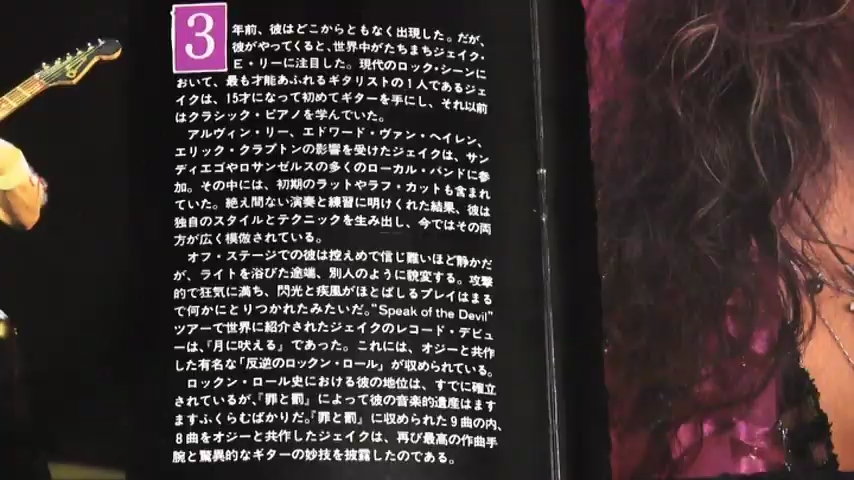 3年前、彼はどこからともなく出現した。だが、
彼がやってくると、世界中がたちまちジェイク・
E・リーに注目した。現代のロック・シーンに
おいて、最も才能あふれるギタリストの1人であるジェ
イクは、15才になって初めてギターを手にし、それ以前
はクラシック・ピアノを学んでいた。
アルヴィン・リー、エドワード・ヴァン・ヘイレン、
エリック・クラプトンの影響を受けたジェイクは、サン
ディエゴやロサンゼルスの多くのローカル・バンドに参
加。その中には、初期のラットやラフ・カットも含まれ
ていた。絶え間ない演奏と練習に明けくれた結果、彼は
独自のスタイルとテクニックを生み出し、今ではその両
方が広く模倣されている。
オフ・ステージでの彼は控えめで信じ難いほど静かだ
が、ライトを浴びた途端、別人のように豹変する。攻撃
的で狂気に満ち、閃光と疾風がほとばしるプレイはまる
で何かにとりつかれたみたいだ。“Speak of the Devil”
ツアーで世界に紹介されたジェイクのレコード・デビュ
ーは、『月に吠える』であった。これには、オジーと共作
した有名な「反逆のロックン・ロール」が収められている。
ロックン・ロール史における彼の地位は、すでに確立
されているが、『罪と罰』によって彼の音楽的遺産はます
ますふくらむばかりだ。『罪と罰』に収められた9曲の内、
8曲をオジーと共作したジェイクは、再び最高の作曲手
腕と驚異的なギターの妙技を披露したのである。